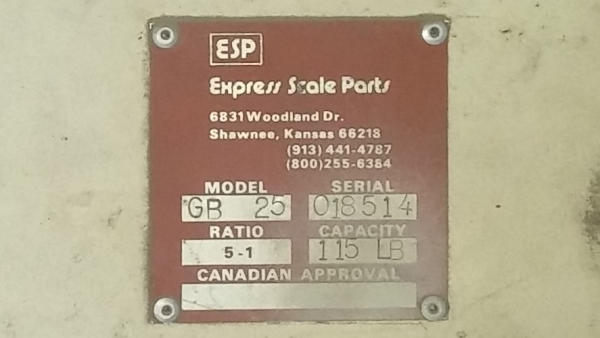 ESP
Express Scale Parts
6831 Woodland Dr.
Shawnee, Kansas 66218
(913) 441-4787
(800)255-6384
MODEL SERIAL
GB 25 018514
RATIO CAPACITY
5-1 115 LB
CANADIAN APPROVAL